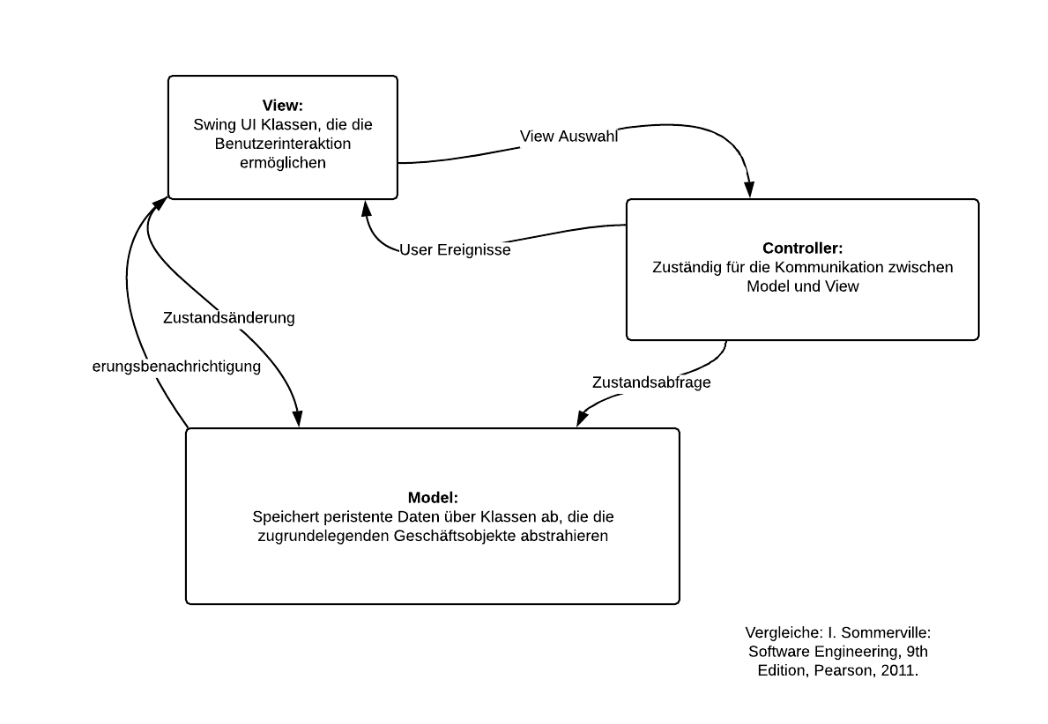 View:
Swing UI Klassen, die die
Benutzerinteraktion
ermöglichen
View Auswahl
User Ereignisse
Controller:
Zuständig für die Kommunikation zwischen
Model und View
Zustandsänderung
erungsbenachrichtigung
Zustandsabfrage
Model:
Speichert peristente Daten über Klassen ab, die die
zugrundelegenden Geschäftsobjekte abstrahieren
Vergleiche: I. Sommerville:
Software Engineering, 9th
Edition, Pearson, 2011.